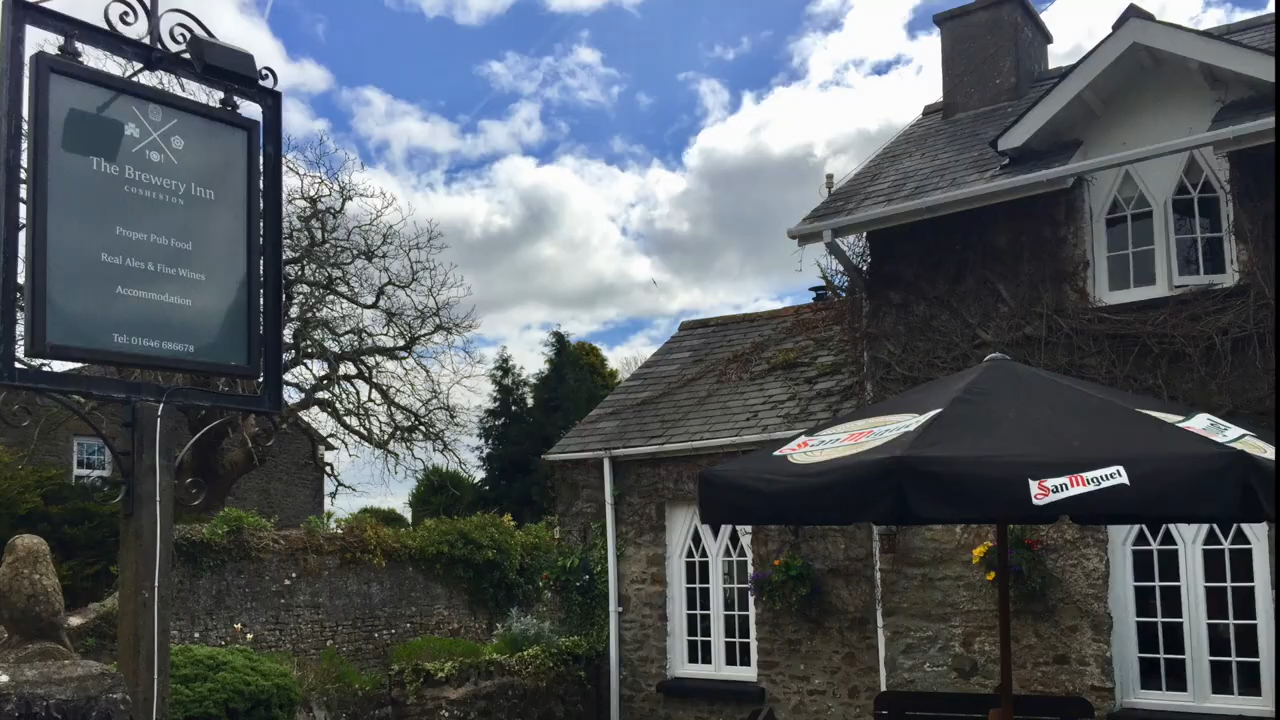 The Brewery Inn
COSHESTON
Proper Pub Food
Real Ales & Fine Wines
Accommodation
Tel: 01646 686678
San Miguel
San Miguel